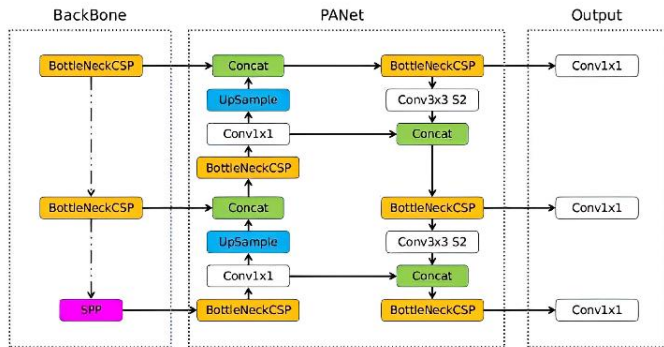 BackBone PANet Output
BottleNeckCSP Concat BottleNeckCSP Conv1x1
UpSample Conv3x3 S2
Conv1x1 Concat
BottleNeckCSP
BottleNeckCSP Concat BottleNeckCSP Conv1x1
UpSample Conv3x3 S2
Conv1x1 Concat
SPP BottleNeckCSP BottleNeckCSP Conv1x1